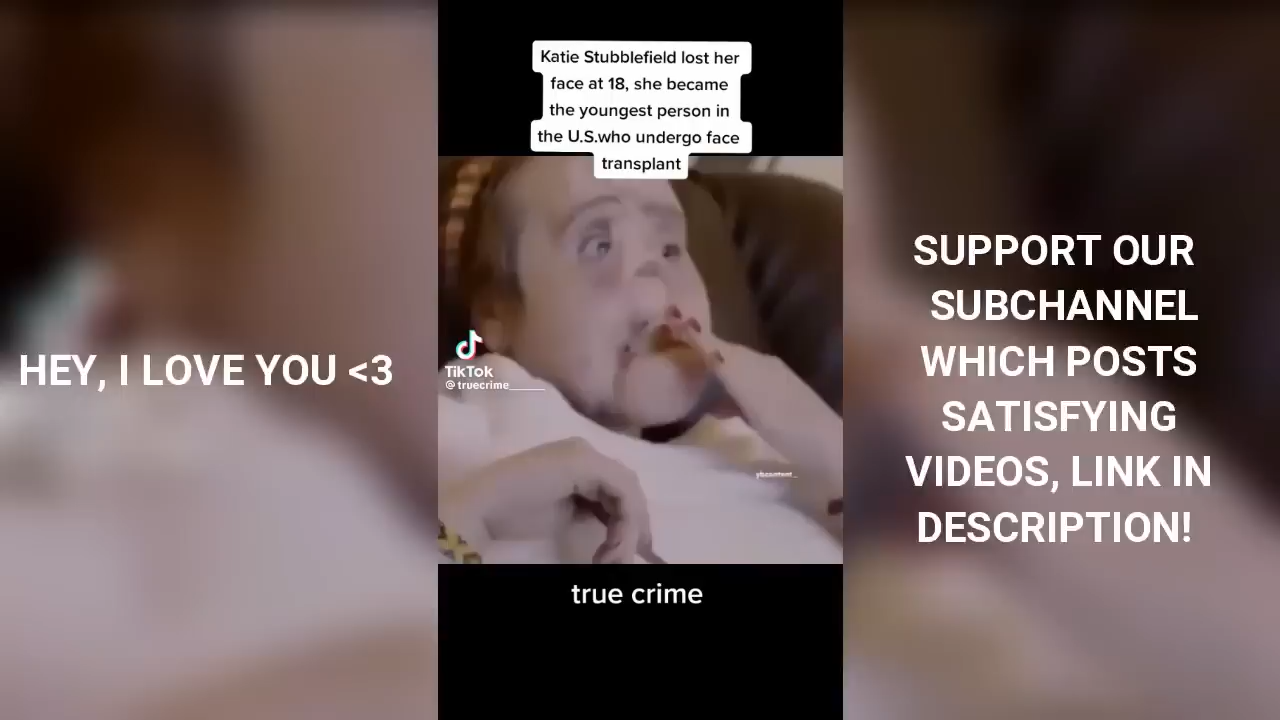 Katie Stubblefield lost her
face at 18, she became
the youngest person in
the U.S.who undergo face
transplant
HEY, I LOVE YOU <3
SUPPORT OUR
SUBCHANNEL
WHICH POSTS
SATISFYING
VIDEOS, LINK IN
DESCRIPTION!
TikTok
@truecrime______
true crime